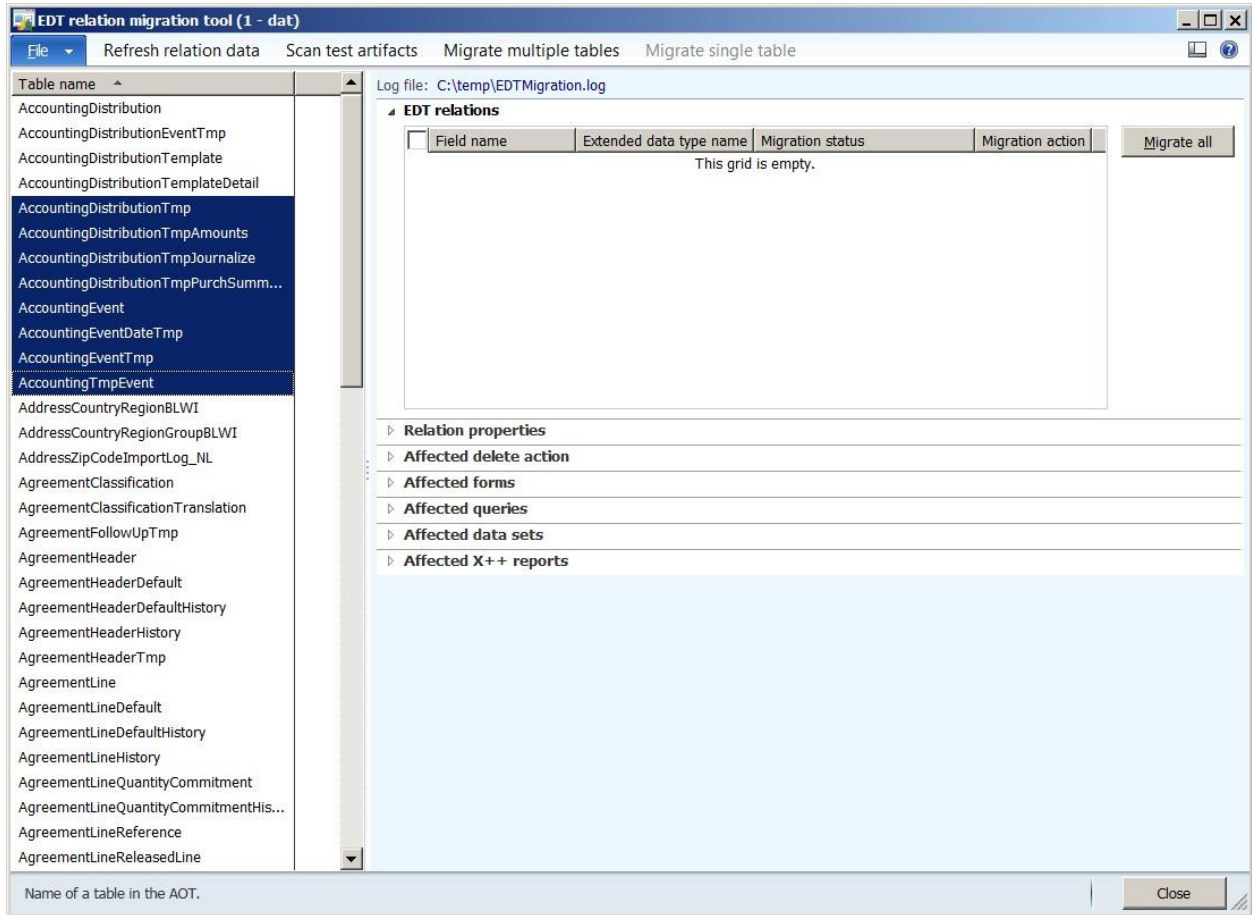 EDT relation migration tool (1 - dat)
File Refresh relation data Scan test artifacts Migrate multiple tables Migrate single table
Table name
AccountingDistribution
AccountingDistributionEventTmp
AccountingDistributionTemplate
AccountingDistributionTemplateDetail
AccountingDistributionTmp
AccountingDistributionTmpAmounts
AccountingDistributionTmpJournalize
AccountingDistributionTmpPurchSumm...
AccountingEvent
AccountingEventDateTmp
AccountingEventTmp
AccountingTmpEvent
AddressCountryRegionBLWI
AddressCountryRegionGroupBLWI
AddressZipCodeImportLog_NL
AgreementClassification
AgreementClassificationTranslation
AgreementFollowUpTmp
AgreementHeader
AgreementHeaderDefault
AgreementHeaderDefaultHistory
AgreementHeaderHistory
AgreementHeaderTmp
AgreementLine
AgreementLineDefault
AgreementLineDefaultHistory
AgreementLineHistory
AgreementLineQuantityCommitment
AgreementLineQuantityCommitmentHis...
AgreementLineReference
AgreementLineReleasedLine
Log file: C:\temp\EDTMigration.log
EDT relations
Field name Extended data type name Migration status Migration action
Migrate all
This grid is empty.
Relation properties
Affected delete action
Affected forms
Affected queries
Affected data sets
Affected X++ reports
Name of a table in the AOT.
Close